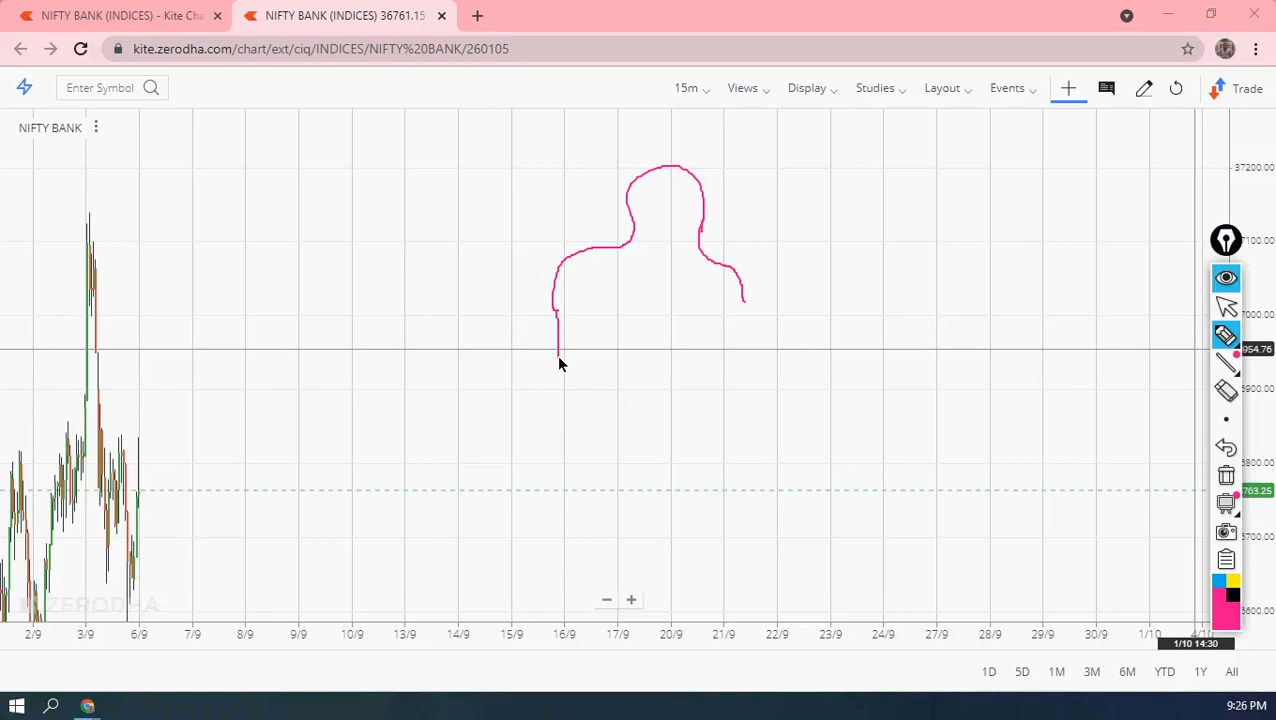 NIFTY BANK (INDICES) - Kite Cha
NIFTY BANK (INDICES) 36761.15
kite.zerodha.com/chart/ext/ciq/INDICES/NIFTY%20BANK/260105
Enter Symbol
15m
Views
Display
Studies
Layout
Events
Trade
NIFTY BANK
37200.00
7100.00
7000.00
954.76
5900.00
5800.00
763.25
5700.00
5600.00
ZERODHA
2/9 3/9 6/9 7/9 8/9 9/9 10/9 13/9 14/9 15/9 16/9 17/9 20/9 21/9 22/9 23/9 24/9 27/9 28/9 29/9 30/9 1/10 4/10
1/10 14:30
1D 5D 1M 3M 6M YTD 1Y All
9:26 PM